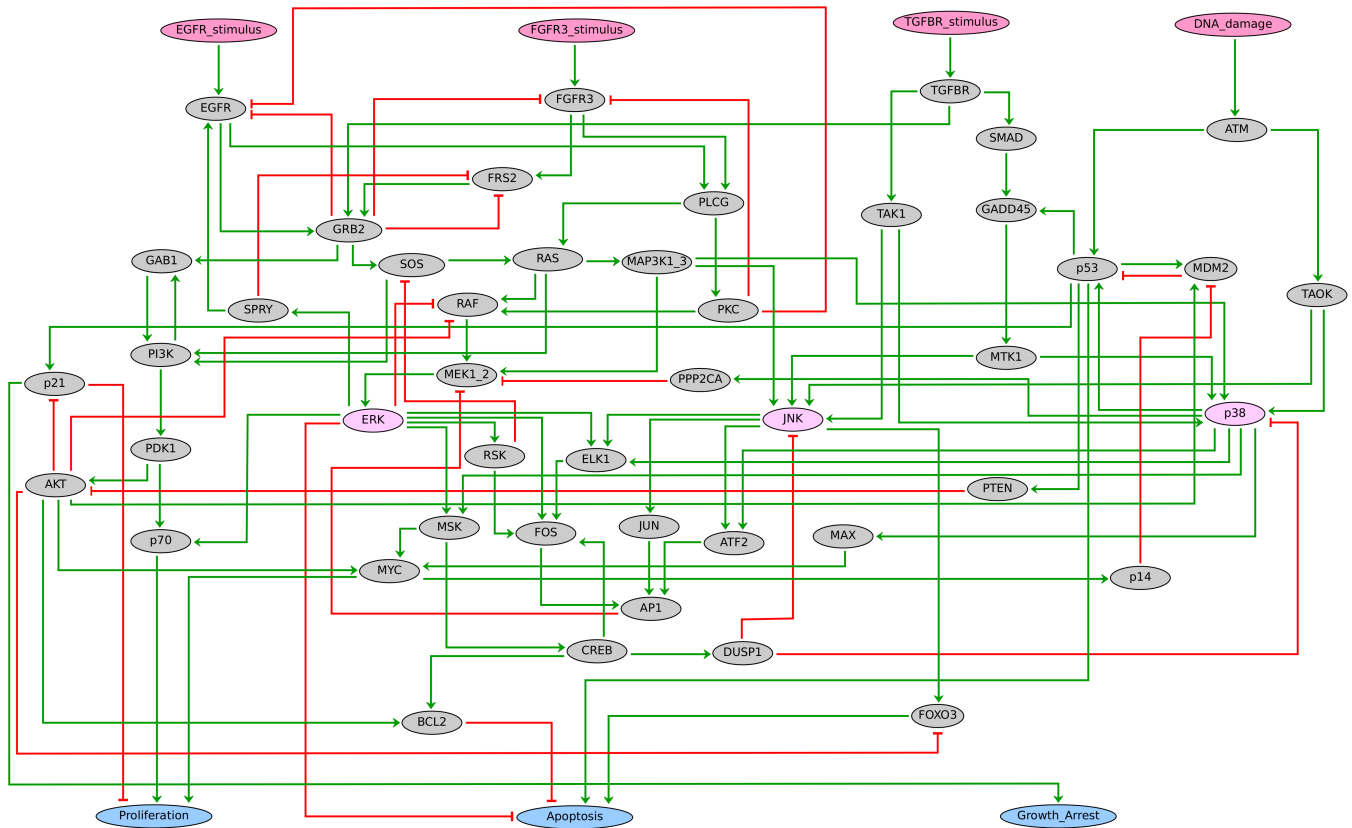 EGFR_stimulus
FGFR3_stimulus
TGFBR_stimulus
DNA_damage
EGFR
FGFR3
TGFBR
ATM
SMAD
FRS2
PLCG
TAK1
GADD45
GRB2
GAB1
SOS
RAS
MAP3K1_3
p53
MDM2
TAOK
SPRY
RAF
PKC
PI3K
MTK1
p21
MEK1_2
PPP2CA
ERK
JNK
p38
PDK1
RSK
ELK1
AKT
PTEN
MSK
FOS
JUN
ATF2
MAX
p70
MYC
p14
AP1
CREB
DUSP1
BCL2
FOXO3
Proliferation
Apoptosis
Growth_Arrest